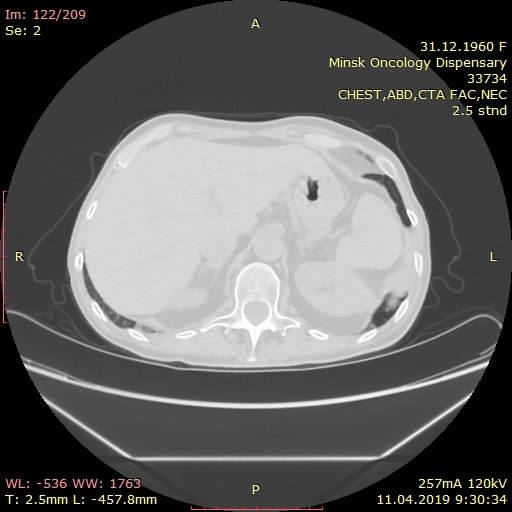 Im: 122/209
Se: 2
A
31.12.1960 F
Minsk Oncology Dispensary
33734
CHEST,ABD,CTA FAC,NEC
2.5 stnd
R
L
WL: -536 WW: 1763
T: 2.5mm L: -457.8mm
P
257mA 120kV
11.04.2019 9:30:34